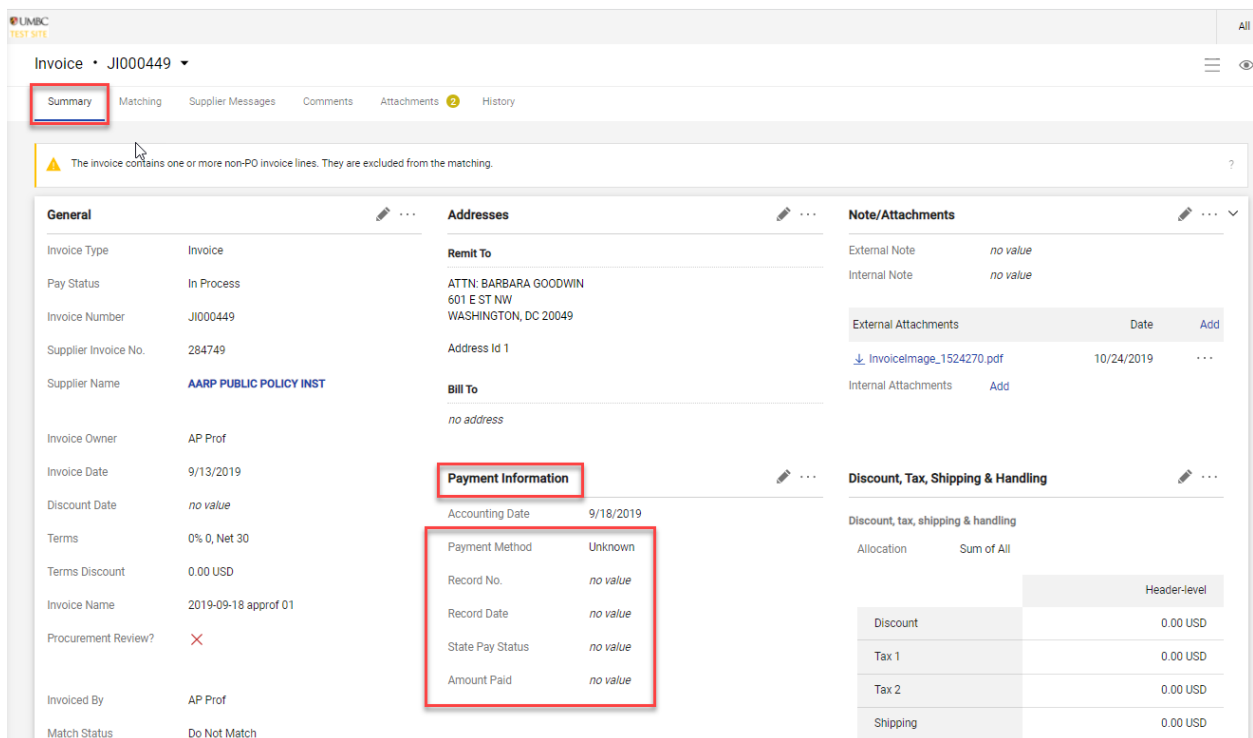 UMBC
TEST SITE
All
Invoice • JI000449
Summary Matching Supplier Messages Comments Attachments 2 History
The invoice contains one or more non-PO invoice lines. They are excluded from the matching. ?
General
Invoice Type Invoice
Pay Status In Process
Invoice Number JI000449
Supplier Invoice No. 284749
Supplier Name AARP PUBLIC POLICY INST
Invoice Owner AP Prof
Invoice Date 9/13/2019
Discount Date no value
Terms 0% 0, Net 30
Terms Discount 0.00 USD
Invoice Name 2019-09-18 approf 01
Procurement Review?
Invoiced By AP Prof
Match Status Do Not Match
Addresses
Remit To
ATTN: BARBARA GOODWIN
601 E ST NW
WASHINGTON, DC 20049
Address Id 1
Bill To
no address
Payment Information
Accounting Date 9/18/2019
Payment Method Unknown
Record No. no value
Record Date no value
State Pay Status no value
Amount Paid no value
Note/Attachments
External Note no value
Internal Note no value
External Attachments Date Add
InvoiceImage_1524270.pdf 10/24/2019
Internal Attachments Add
Discount, Tax, Shipping & Handling
Discount, tax, shipping & handling
Allocation Sum of All
Header-level
Discount 0.00 USD
Tax 1 0.00 USD
Tax 2 0.00 USD
Shipping 0.00 USD